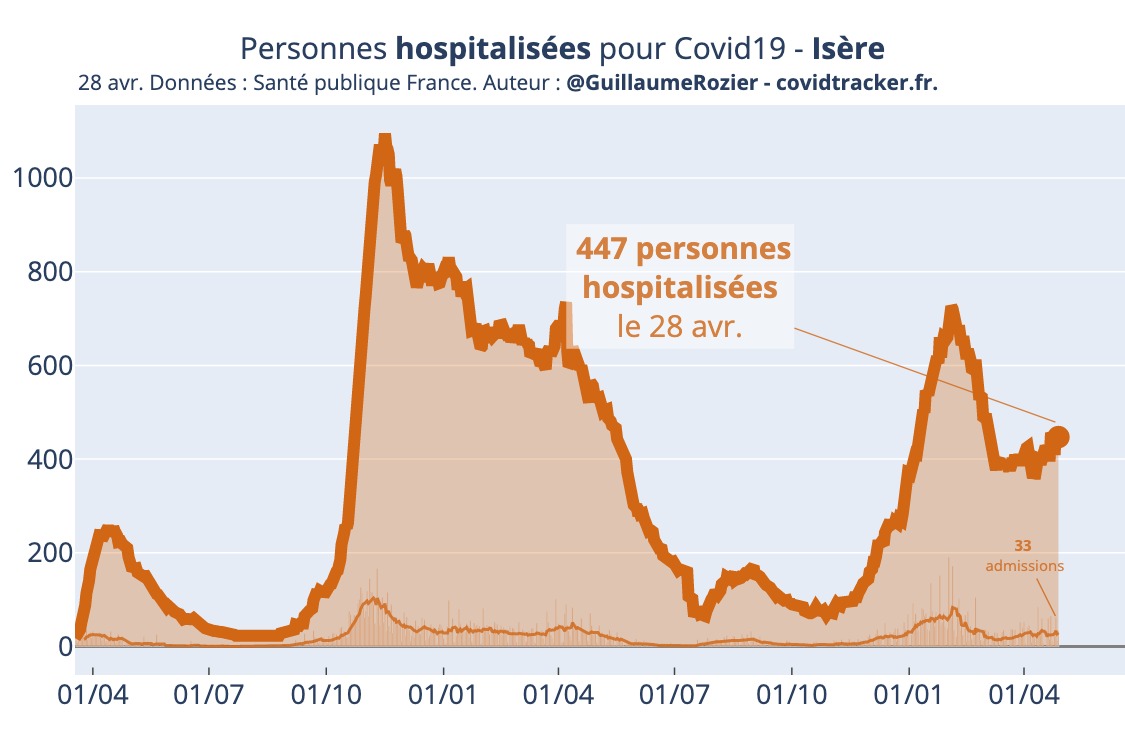 Personnes hospitalisées pour Covid19 - Isère
28 avr. Données : Santé publique France. Auteur : @GuillaumeRozier - covidtracker.fr.
1000
800
600
400
200
0
447 personnes
hospitalisées
le 28 avr.
33
admissions
01/04
01/07
01/10
01/01
01/04
01/07
01/10
01/01
01/04